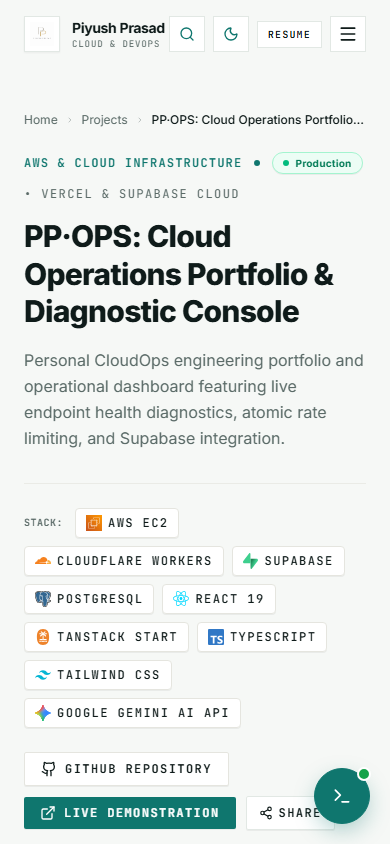 Piyush Prasad
CLOUD & DEVOPS
RESUME
Home › Projects › PP·OPS: Cloud Operations Portfolio...
AWS & CLOUD INFRASTRUCTURE • Production
• VERCEL & SUPABASE CLOUD
PP·OPS: Cloud
Operations Portfolio &
Diagnostic Console
Personal CloudOps engineering portfolio and
operational dashboard featuring live
endpoint health diagnostics, atomic rate
limiting, and Supabase integration.
STACK: AWS EC2
CLOUDFLARE WORKERS SUPABASE
POSTGRESQL REACT 19
TANSTACK START TS TYPESCRIPT
TAILWIND CSS
GOOGLE GEMINI AI API
GITHUB REPOSITORY
LIVE DEMONSTRATION SHARE